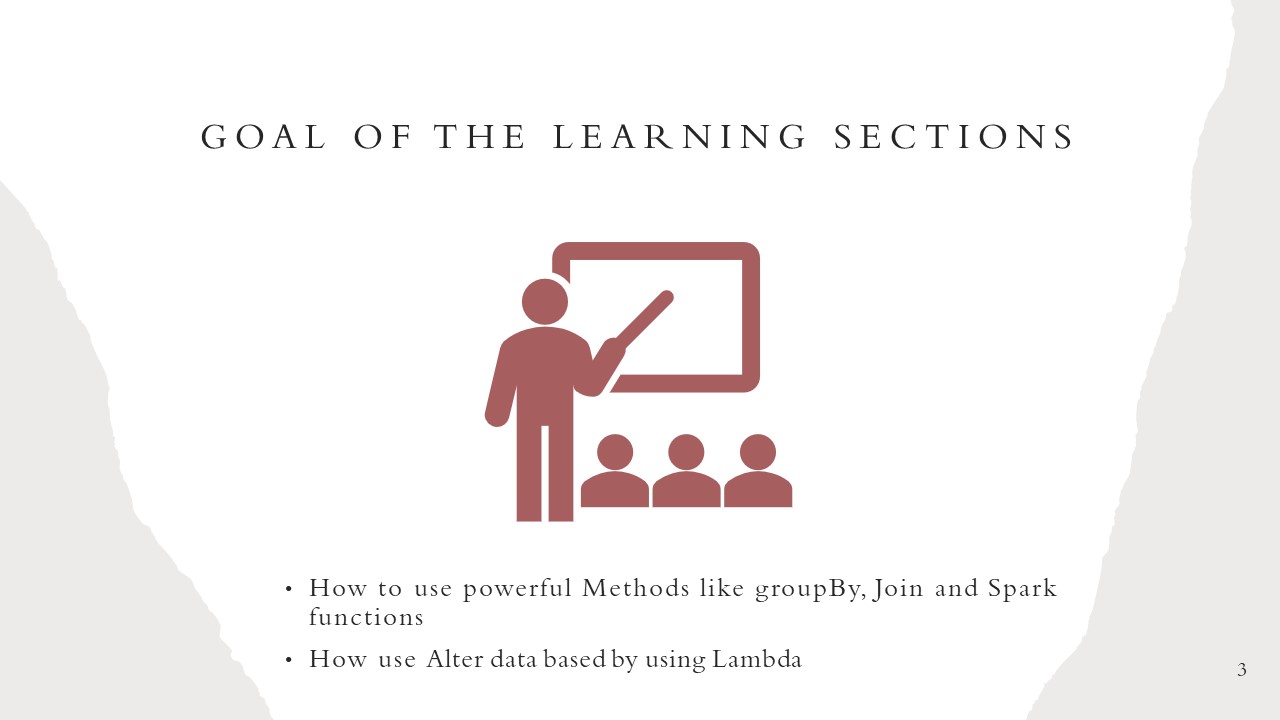 GOAL OF THE LEARNING SECTIONS
• How to use powerful Methods like groupBy, Join and Spark
functions
• How use Alter data based by using Lambda
3